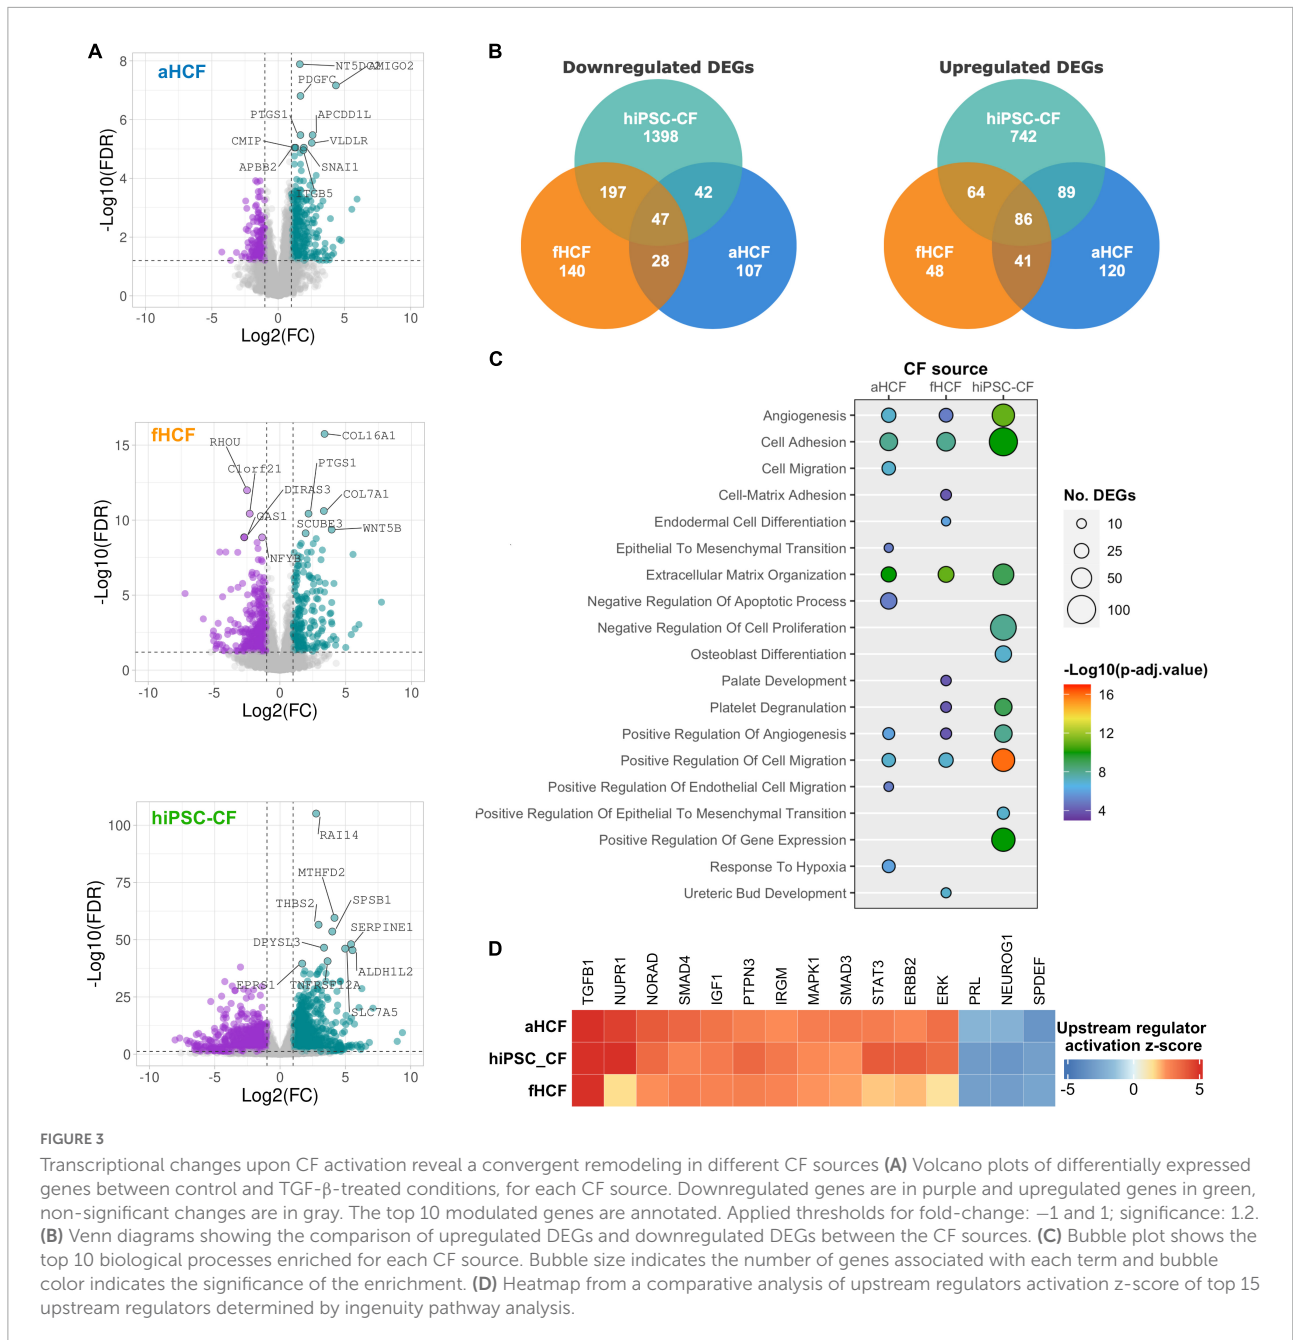 A
aHCF
8
6
4
2
0
-10
-5
0
5
10
-Log10(FDR)
Log2(FC)
NT5DC2
AMIGO2
PDGFC
PTGS1
APCDD1L
CMIP
VLDLR
APBB2
SNAI1
ITGB5
fHCF
15
10
5
0
-10
-5
0
5
10
-Log10(FDR)
Log2(FC)
RHOU
COL16A1
C1orf21
PTGS1
DIRAS3
COL7A1
GAS1
SCUBE3
WNT5B
NFYB
hiPSC-CF
100
75
50
25
0
-10
-5
0
5
10
-Log10(FDR)
Log2(FC)
RAI14
MTHFD2
THBS2
SPSB1
SERPINE1
DPYSL3
ALDH1L2
EPRS1
TNFRSF12A
SLC7A5
B
Downregulated DEGs
hiPSC-CF
1398
197
42
47
fHCF
140
28
aHCF
107
Upregulated DEGs
hiPSC-CF
742
64
89
86
fHCF
48
41
aHCF
120
C
CF source
aHCF fHCF hiPSC-CF
Angiogenesis
Cell Adhesion
Cell Migration
Cell-Matrix Adhesion
Endodermal Cell Differentiation
Epithelial To Mesenchymal Transition
Extracellular Matrix Organization
Negative Regulation Of Apoptotic Process
Negative Regulation Of Cell Proliferation
Osteoblast Differentiation
Palate Development
Platelet Degranulation
Positive Regulation Of Angiogenesis
Positive Regulation Of Cell Migration
Positive Regulation Of Endothelial Cell Migration
Positive Regulation Of Epithelial To Mesenchymal Transition
Positive Regulation Of Gene Expression
Response To Hypoxia
Ureteric Bud Development
No. DEGs
10
25
50
100
-Log10(p-adj.value)
16
12
8
4
D
TGFB1
NUPR1
NORAD
SMAD4
IGF1
PTPN3
IRGM
MAPK1
SMAD3
STAT3
ERBB2
ERK
PRL
NEUROG1
SPDEF
aHCF
hiPSC_CF
fHCF
Upstream regulator
activation z-score
-5 0 5
FIGURE 3
Transcriptional changes upon CF activation reveal a convergent remodeling in different CF sources (A) Volcano plots of differentially expressed
genes between control and TGF-β-treated conditions, for each CF source. Downregulated genes are in purple and upregulated genes in green,
non-significant changes are in gray. The top 10 modulated genes are annotated. Applied thresholds for fold-change: −1 and 1; significance: 1.2.
(B) Venn diagrams showing the comparison of upregulated DEGs and downregulated DEGs between the CF sources. (C) Bubble plot shows the
top 10 biological processes enriched for each CF source. Bubble size indicates the number of genes associated with each term and bubble
color indicates the significance of the enrichment. (D) Heatmap from a comparative analysis of upstream regulators activation z-score of top 15
upstream regulators determined by ingenuity pathway analysis.